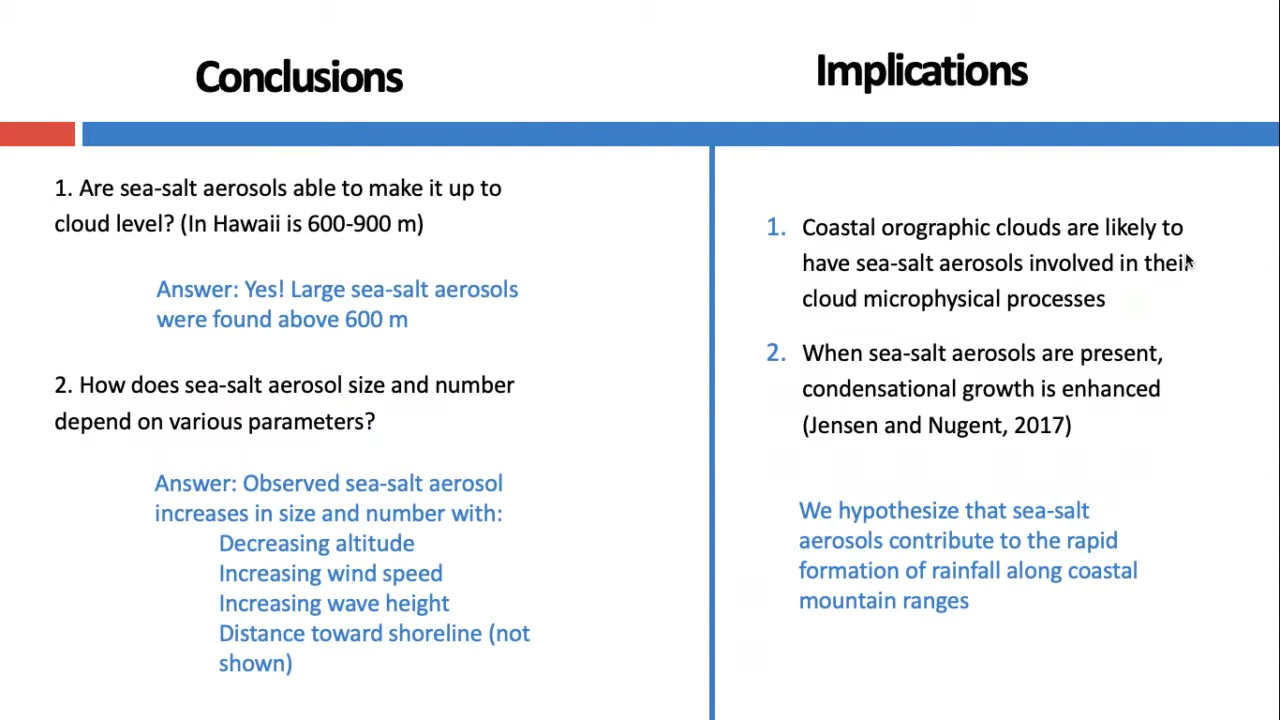 Conclusions
1. Are sea-salt aerosols able to make it up to
cloud level? (In Hawaii is 600-900 m)
Answer: Yes! Large sea-salt aerosols
were found above 600 m
2. How does sea-salt aerosol size and number
depend on various parameters?
Answer: Observed sea-salt aerosol
increases in size and number with:
Decreasing altitude
Increasing wind speed
Increasing wave height
Distance toward shoreline (not
shown)
Implications
1. Coastal orographic clouds are likely to
have sea-salt aerosols involved in their
cloud microphysical processes
2. When sea-salt aerosols are present,
condensational growth is enhanced
(Jensen and Nugent, 2017)
We hypothesize that sea-salt
aerosols contribute to the rapid
formation of rainfall along coastal
mountain ranges